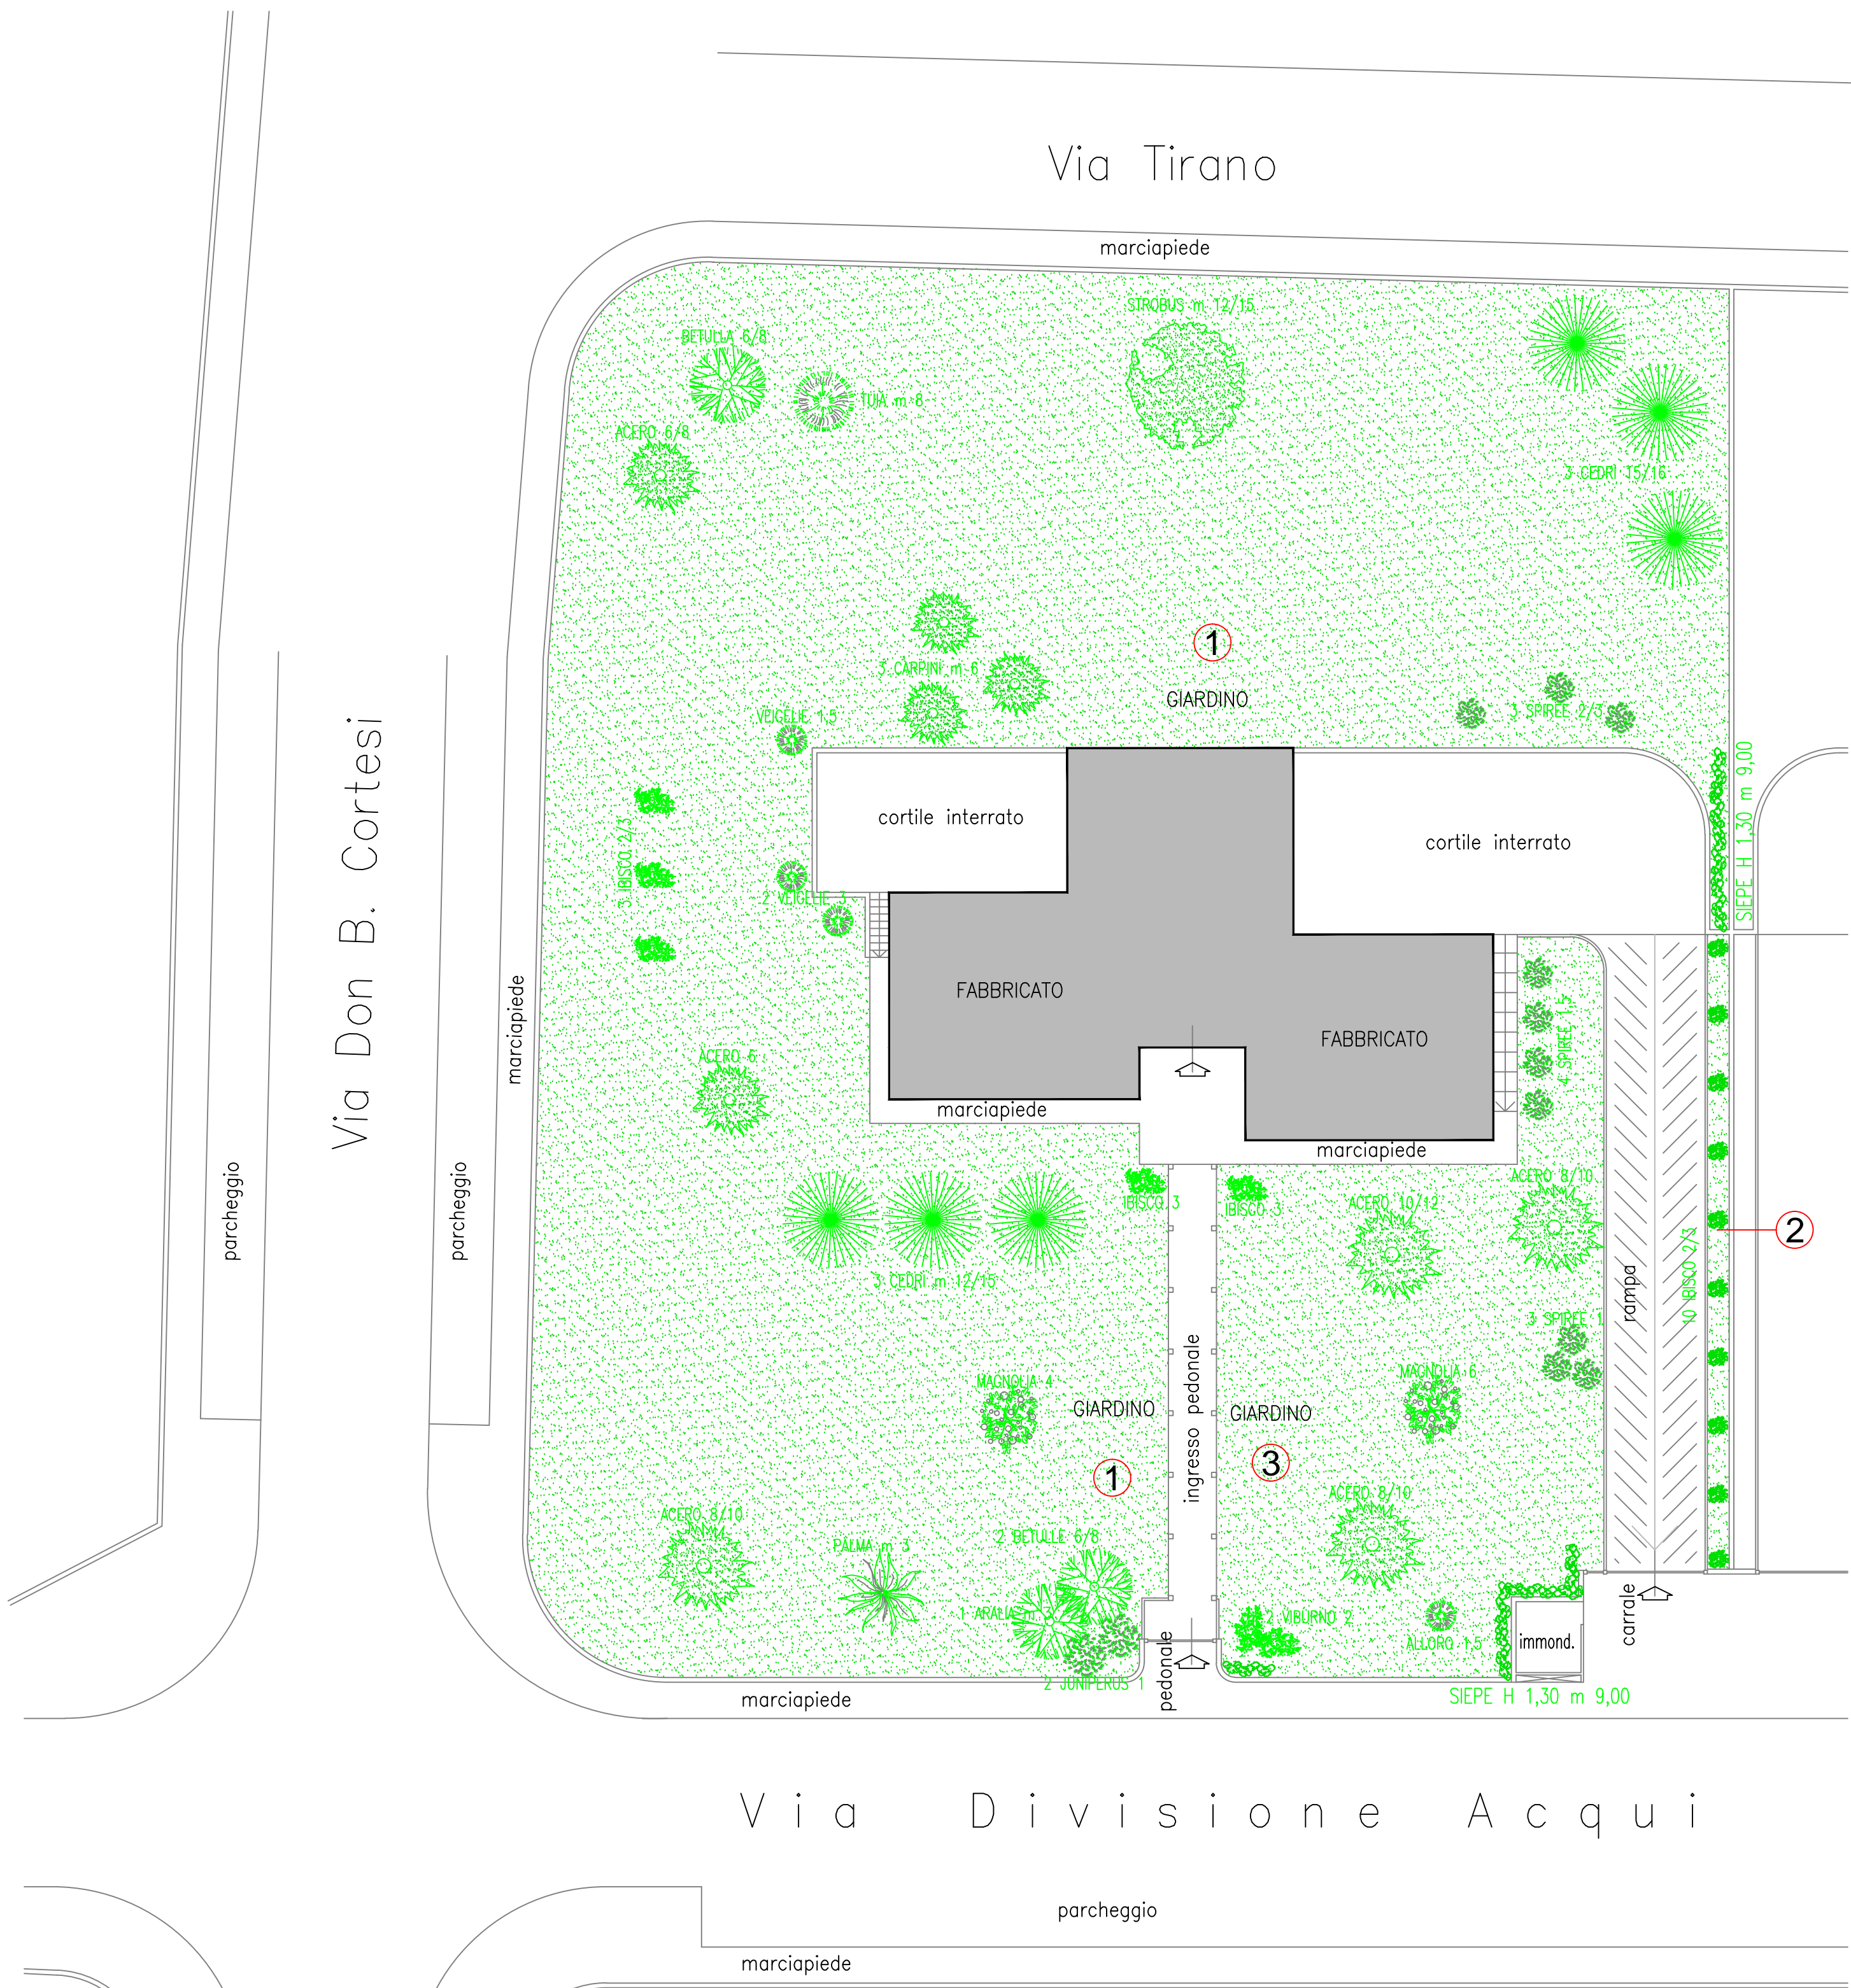 Via Tirano
marciapiede
STROBUS m 12/15
BETULLA 6/8
TUIA m 8
ACERO 6/8
3 CEDRI 15/16
1
3 CARPINI m 6
GIARDINO
VEIGELIE 1,5
3 SPIREE 2/3
SIEPE H 1,30 m 9,00
Via Don B. Cortesi
cortile interrato
cortile interrato
3 IBISCO 2/3
2 VEIGELIE 3
FABBRICATO
FABBRICATO
4 SPIREE 1,5
marciapiede
ACERO 6
marciapiede
marciapiede
parcheggio
parcheggio
IBISCO 3
IBISCO 3
ACERO 10/12
ACERO 8/10
2
3 CEDRI m 12/15
rampa
10 IBISCO 2/3
3 SPIREE 1
ingresso pedonale
MAGNOLIA 4
MAGNOLIA 6
GIARDINO
GIARDINO
1
3
ACERO 8/10
ACERO 8/10
PALMA m 3
2 BETULLE 6/8
1 ARALIA m 3
2 VIBURNO 2
ALLORO 1,5
immond.
carrale
pedonale
2 JUNIPERUS 1
SIEPE H 1,30 m 9,00
marciapiede
Via Divisione Acqui
parcheggio
marciapiede